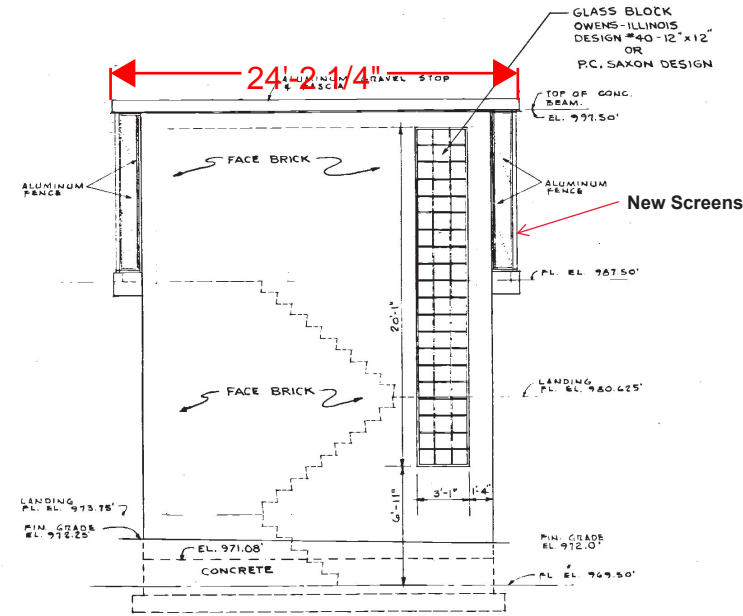 GLASS BLOCK
OWENS-ILLINOIS
DESIGN #40-12"x12"
OR
P.C. SAXON DESIGN
24'-2 1/4"
ALUMINUM GRAVEL STOP
& FASCIA
TOP OF CONC.
BEAM.
EL. 997.50'
FACE BRICK
ALUMINUM
FENCE
ALUMINUM
FENCE
New Screens
FL. EL. 987.50'
20'-1"
LANDING
FL. EL. 980.625'
FACE BRICK
3'-1"
1'-4"
6'-11"
LANDING
FL. EL. 973.75'
FIN. GRADE
EL. 972.25'
FIN. GRADE
EL. 972.0'
EL. 971.08'
CONCRETE
FL. EL. 969.50'